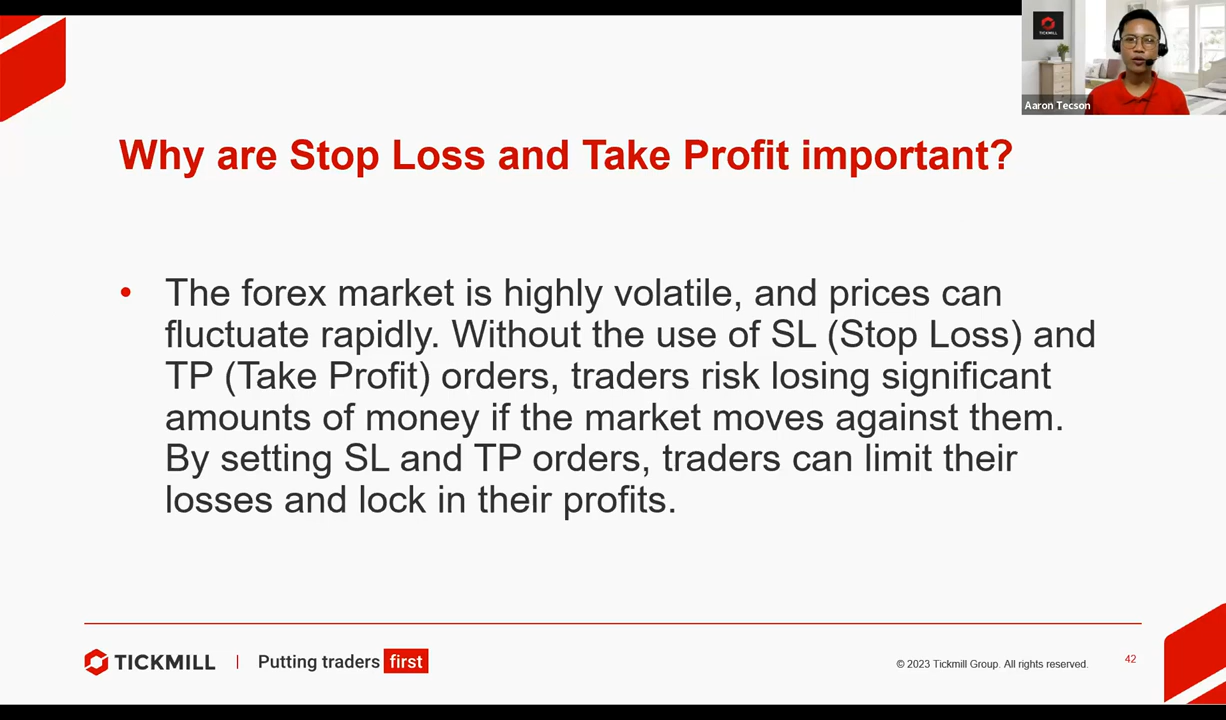 TICKMILL
Aaron Tecson
Why are Stop Loss and Take Profit important?
• The forex market is highly volatile, and prices can
fluctuate rapidly. Without the use of SL (Stop Loss) and
TP (Take Profit) orders, traders risk losing significant
amounts of money if the market moves against them.
By setting SL and TP orders, traders can limit their
losses and lock in their profits.
TICKMILL | Putting traders first
© 2023 Tickmill Group. All rights reserved. 42